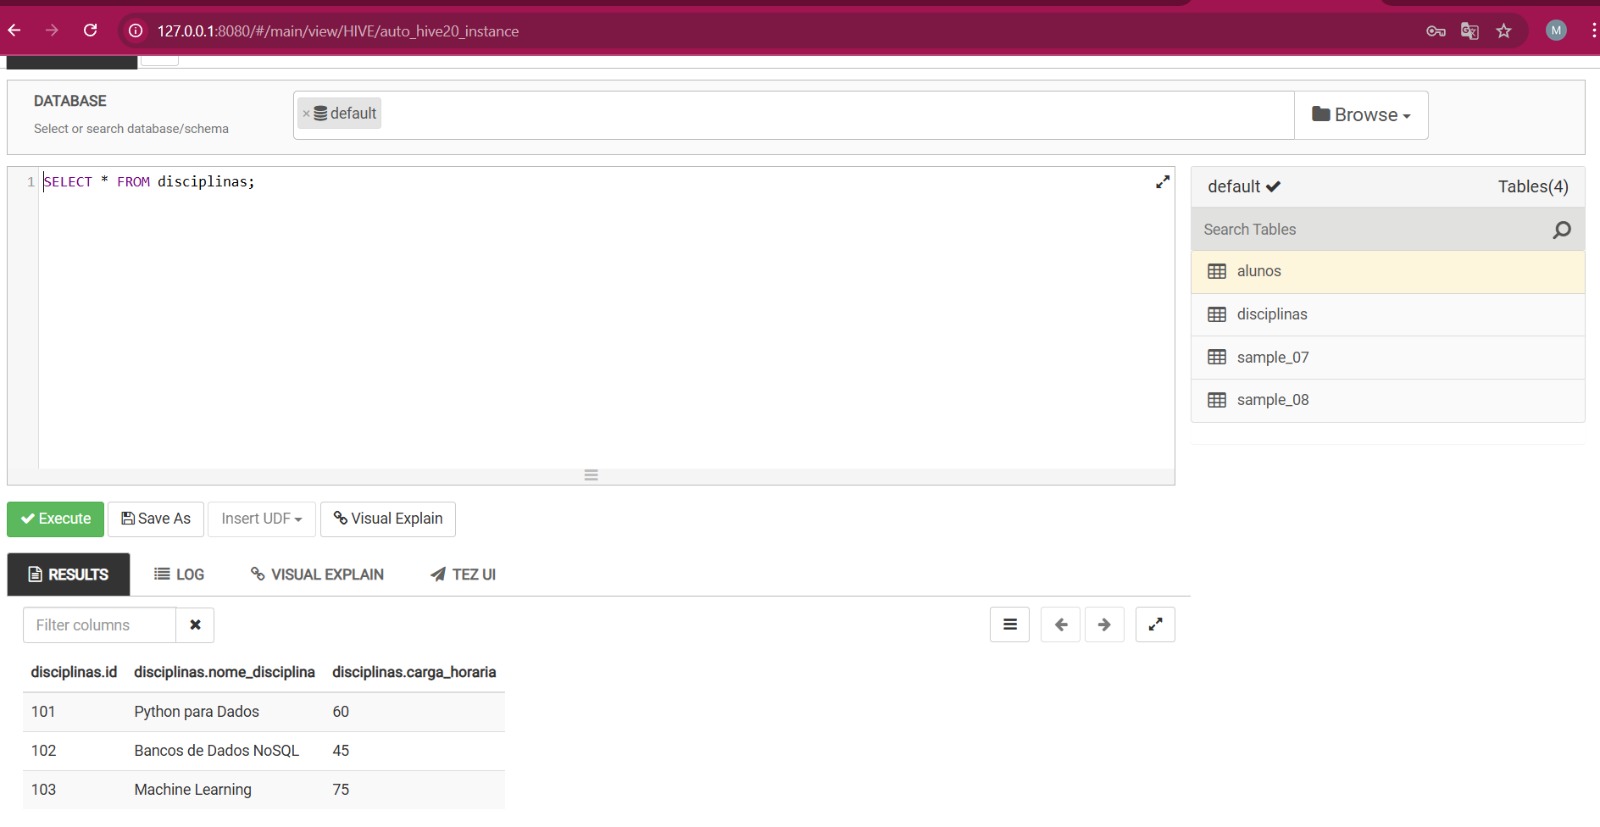 127.0.0.1:8080/#/main/view/HIVE/auto_hive20_instance
M
DATABASE
Select or search database/schema
× default
Browse
1 SELECT * FROM disciplinas;
default
Tables(4)
Search Tables
alunos
disciplinas
sample_07
sample_08
Execute
Save As
Insert UDF
Visual Explain
RESULTS
LOG
VISUAL EXPLAIN
TEZ UI
Filter columns
disciplinas.id disciplinas.nome_disciplina disciplinas.carga_horaria
101 Python para Dados 60
102 Bancos de Dados NoSQL 45
103 Machine Learning 75